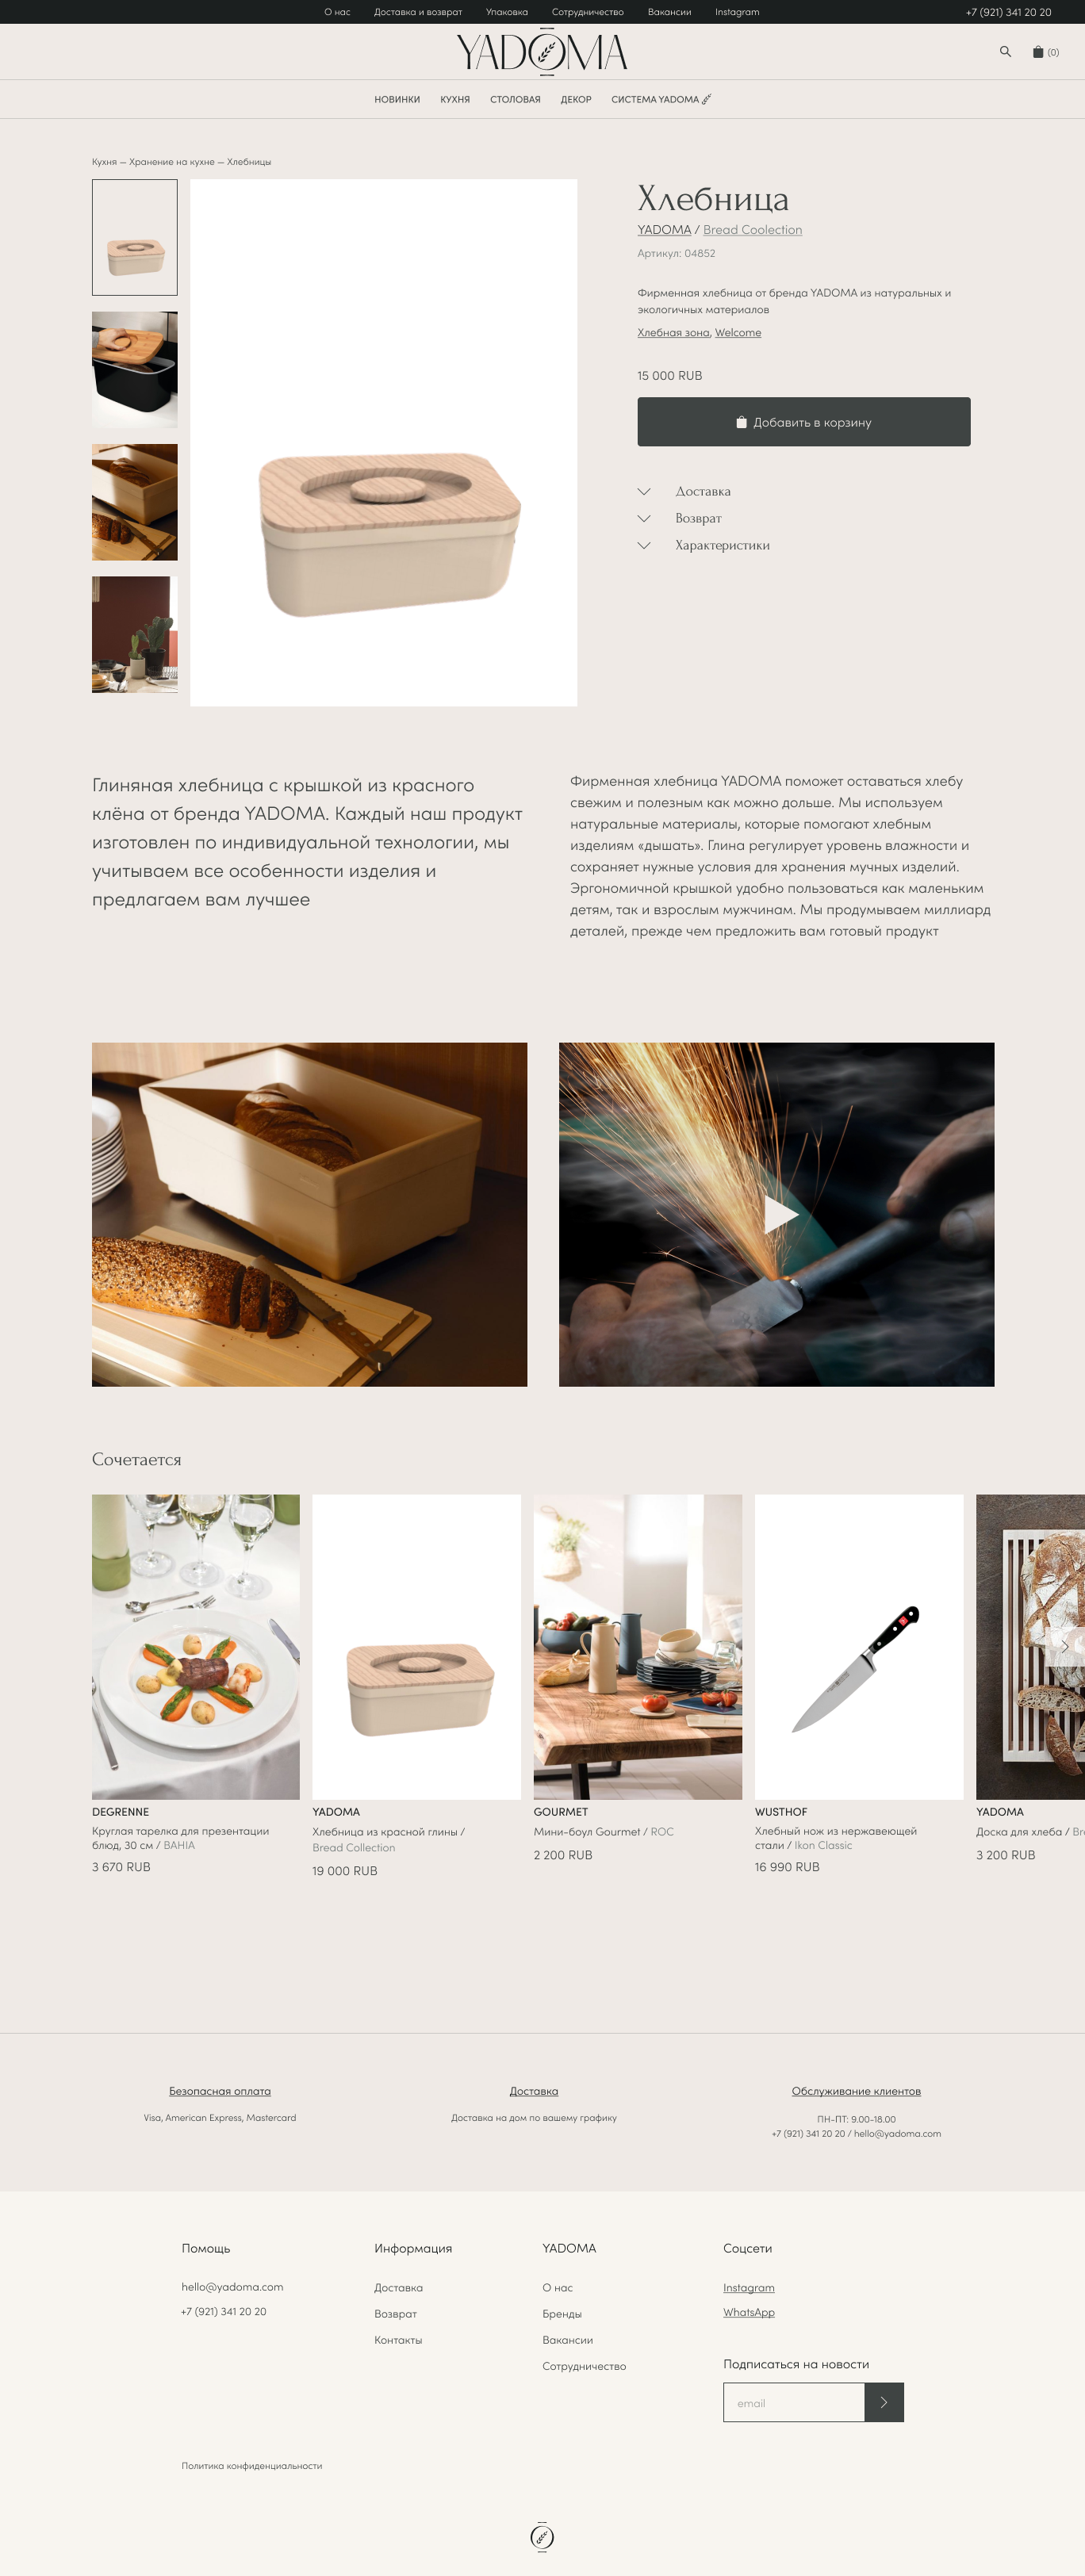 О нас
Доставка и возврат
Упаковка
Сотрудничество
Вакансии
Instagram
+7 (921) 341 20 20
YADOMA
(0)
НОВИНКИ
КУХНЯ
СТОЛОВАЯ
ДЕКОР
СИСТЕМА YADOMA
Кухня — Хранение на кухне — Хлебницы
Хлебница
YADOMA / Bread Coolection
Артикул: 04852
Фирменная хлебница от бренда YADOMA из натуральных и
экологичных материалов
Хлебная зона, Welcome
15 000 RUB
Добавить в корзину
Доставка
Возврат
Характеристики
Глиняная хлебница с крышкой из красного
клёна от бренда YADOMA. Каждый наш продукт
изготовлен по индивидуальной технологии, мы
учитываем все особенности изделия и
предлагаем вам лучшее
Фирменная хлебница YADOMA поможет оставаться хлебу
свежим и полезным как можно дольше. Мы используем
натуральные материалы, которые помогают хлебным
изделиям «дышать». Глина регулирует уровень влажности и
сохраняет нужные условия для хранения мучных изделий.
Эргономичной крышкой удобно пользоваться как маленьким
детям, так и взрослым мужчинам. Мы продумываем миллиард
деталей, прежде чем предложить вам готовый продукт
Сочетается
DEGRENNE
Круглая тарелка для презентации
блюд, 30 см / BAHIA
3 670 RUB
YADOMA
Хлебница из красной глины /
Bread Collection
19 000 RUB
GOURMET
Мини-боул Gourmet / ROC
2 200 RUB
WUSTHOF
Хлебный нож из нержавеющей
стали / Ikon Classic
16 990 RUB
YADOMA
Доска для хлеба / Bre
3 200 RUB
Безопасная оплата
Visa, American Express, Mastercard
Доставка
Доставка на дом по вашему графику
Обслуживание клиентов
ПН-ПТ: 9.00-18.00
+7 (921) 341 20 20 / hello@yadoma.com
Помощь
hello@yadoma.com
+7 (921) 341 20 20
Информация
Доставка
Возврат
Контакты
YADOMA
О нас
Бренды
Вакансии
Сотрудничество
Соцсети
Instagram
WhatsApp
Подписаться на новости
email
Политика конфиденциальности